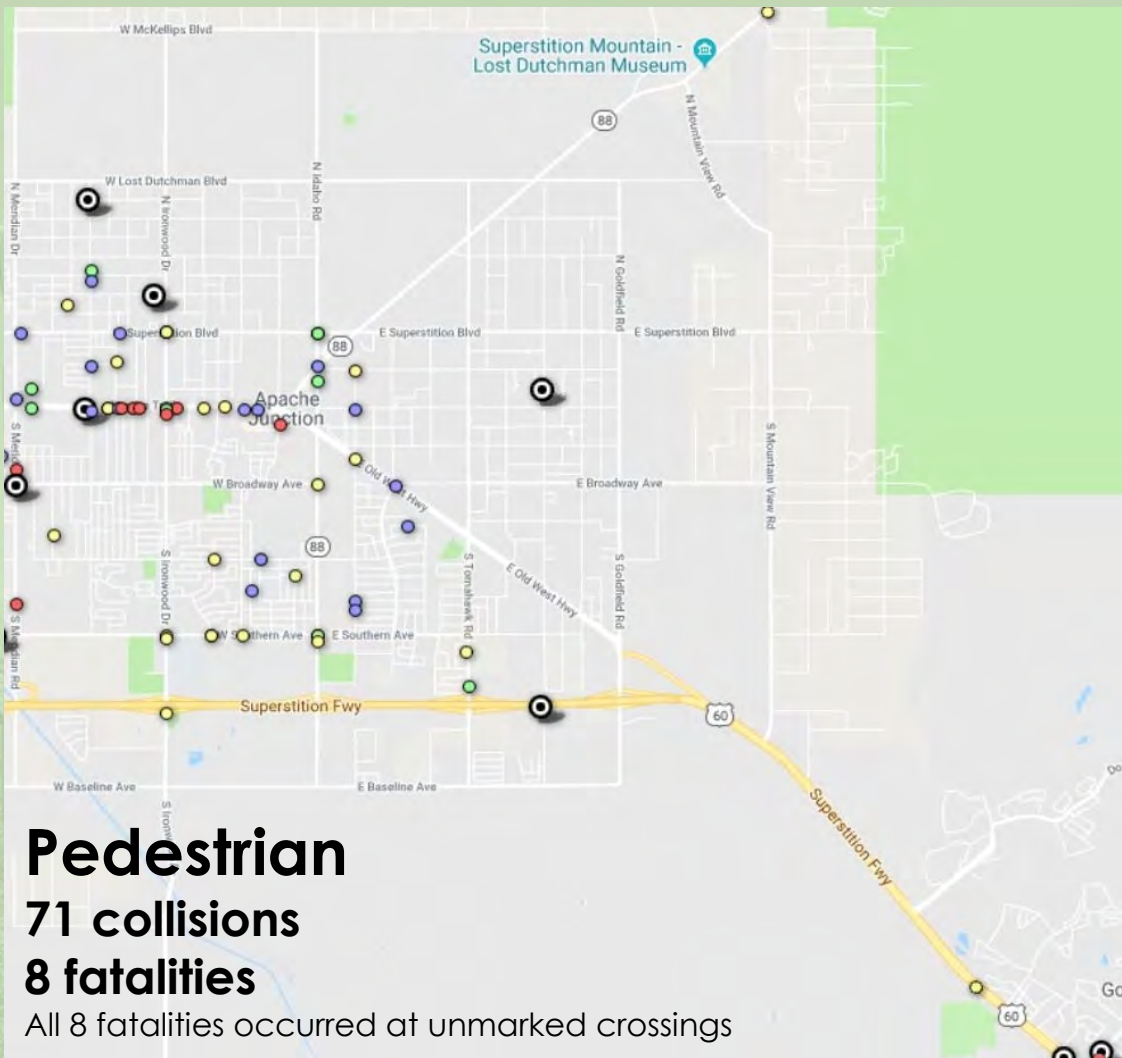 W McKellips Blvd
Superstition Mountain -
Lost Dutchman Museum
88
N Mountain View Rd
W Lost Dutchman Blvd
N Meridian Dr
N Ironwood Dr
N Idaho Rd
N Goldfield Rd
E Superstition Blvd
E Superstition Blvd
88
Apache
Junction
S Mountain View Rd
W Broadway Ave
E Old West Hwy
E Broadway Ave
88
S Ironwood Dr
S Tomahawk Rd
E Old West Hwy
S Goldfield Rd
E Southern Ave
Superstition Fwy
60
W Baseline Ave
E Baseline Ave
Superstition Fwy
60
Pedestrian
71 collisions
8 fatalities
All 8 fatalities occurred at unmarked crossings